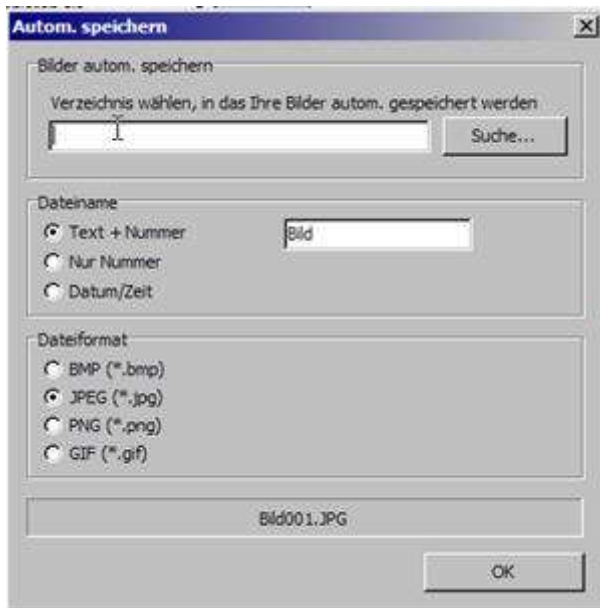 Autom. speichern
Bilder autom. speichern
Verzeichnis wählen, in das Ihre Bilder autom. gespeichert werden
Suche...
Dateiname
Text + Nummer
Bild
Nur Nummer
Datum/Zeit
Dateiformat
BMP (*.bmp)
JPEG (*.jpg)
PNG (*.png)
GIF (*.gif)
Bild001.JPG
OK